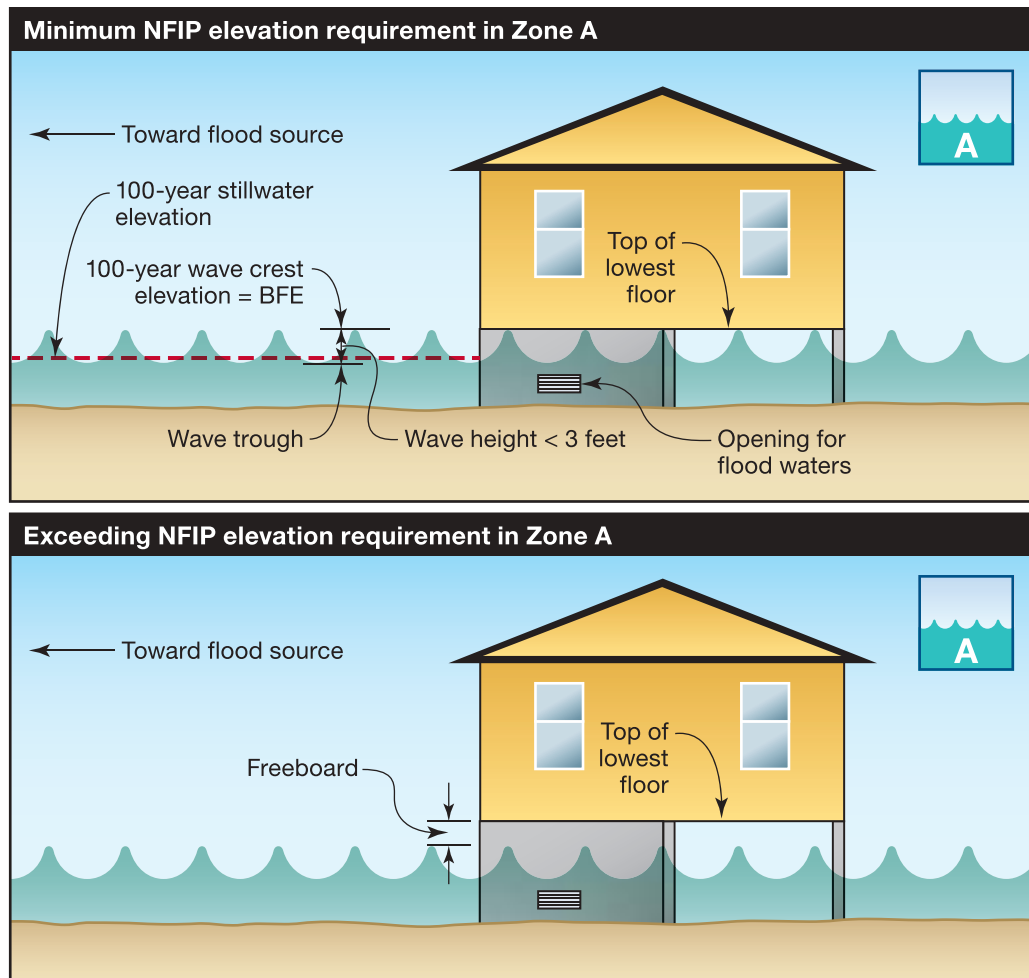 Minimum NFIP elevation requirement in Zone A
A
Toward flood source
100-year stillwater
elevation
100-year wave crest
elevation = BFE
Top of
lowest
floor
Wave trough
Wave height < 3 feet
Opening for
flood waters
Exceeding NFIP elevation requirement in Zone A
A
Toward flood source
Top of
lowest
floor
Freeboard